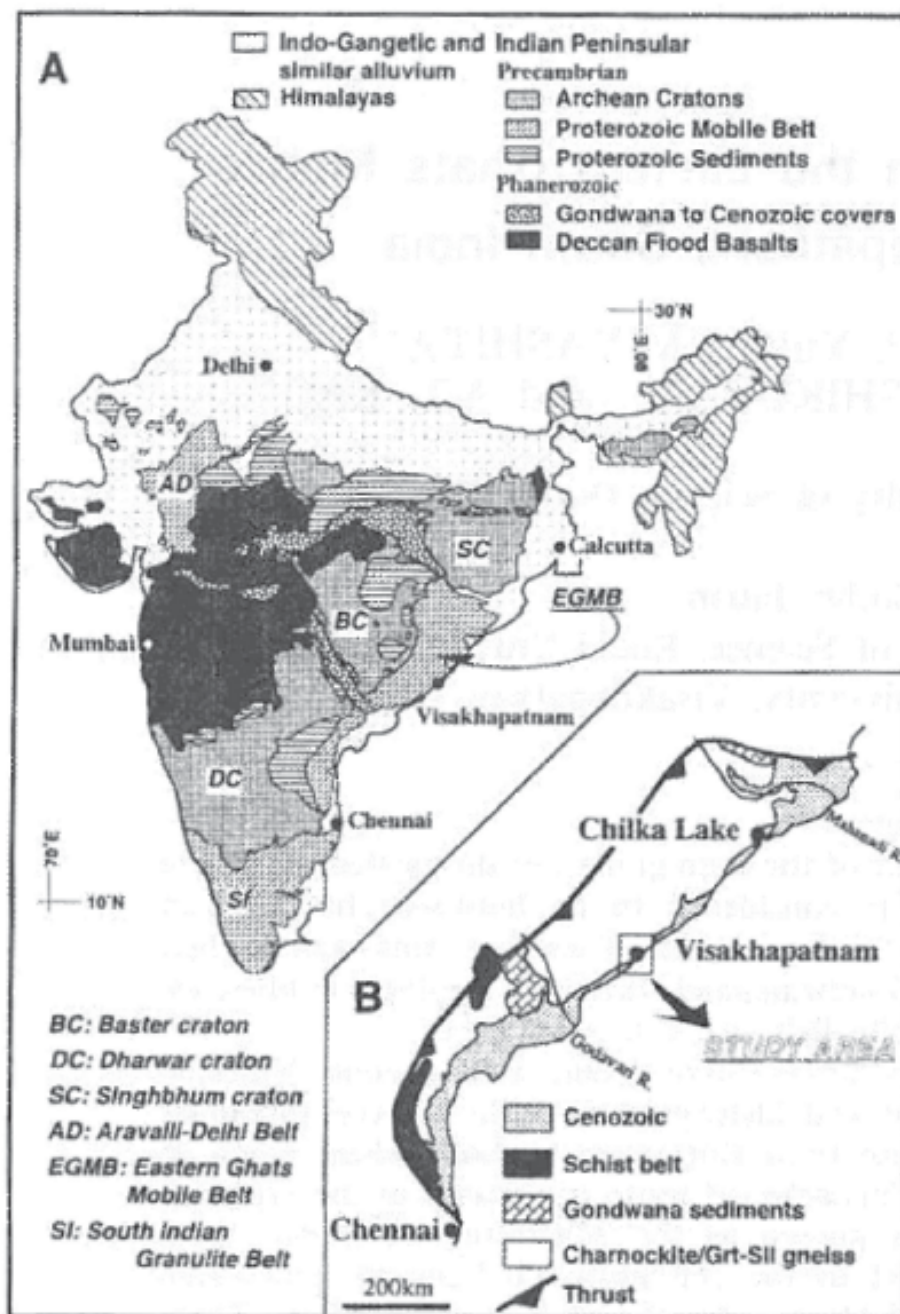 A
Indo-Gangetic and similar alluvium
Himalayas
Indian Peninsular
Precambrian
Archean Cratons
Proterozoic Mobile Belt
Proterozoic Sediments
Phanerozoic
Gondwana to Cenozoic covers
Deccan Flood Basalts
30°N
90°E
Delhi
AD
SC
Calcutta
EGMB
BC
Mumbai
Visakhapatnam
DC
Chennai
70°E
10°N
SI
BC: Baster craton
DC: Dharwar craton
SC: Singhbhum craton
AD: Aravalli-Delhi Belt
EGMB: Eastern Ghats
Mobile Belt
SI: South Indian
Granulite Belt
B
Chilka Lake
Mahanadi R.
Visakhapatnam
STUDY AREA
Godavari R.
Chennai
200km
Cenozoic
Schist belt
Gondwana sediments
Charnockite/Grt-Sil gneiss
Thrust